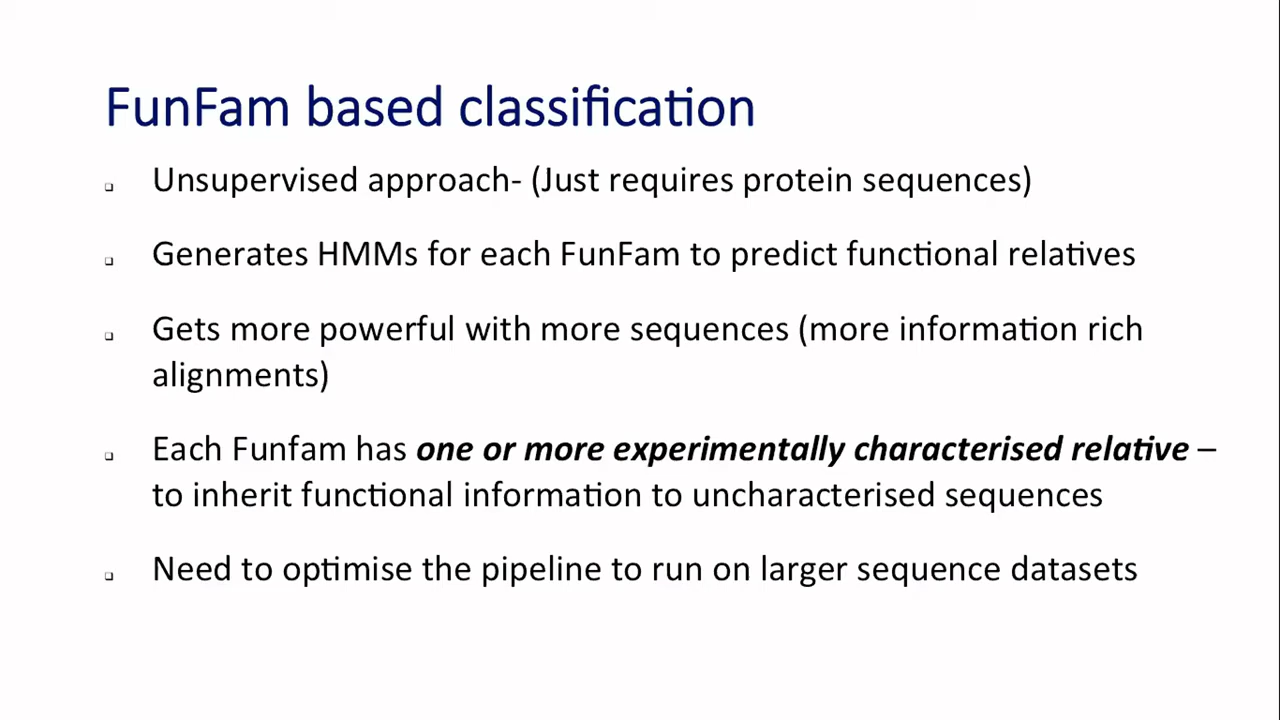 FunFam based classification
Unsupervised approach- (Just requires protein sequences)
Generates HMMs for each FunFam to predict functional relatives
Gets more powerful with more sequences (more information rich
alignments)
Each Funfam has one or more experimentally characterised relative –
to inherit functional information to uncharacterised sequences
Need to optimise the pipeline to run on larger sequence datasets